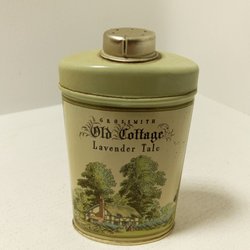 GROSSMITH
Old Cottage
Lavender Talc